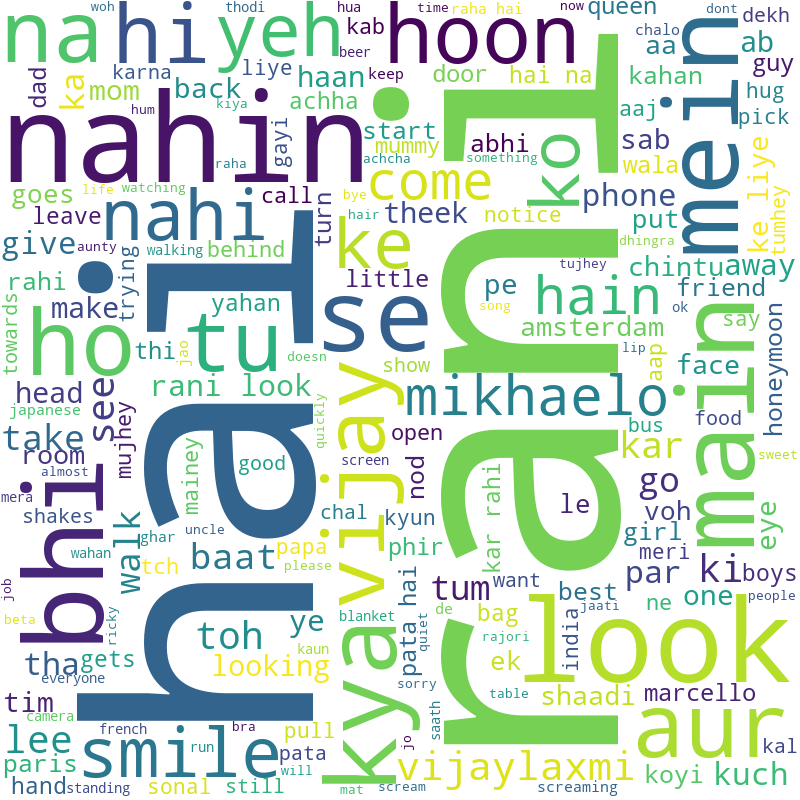 woh thodi hua time raha hai now queen chalo dont dekh
na hi yeh hoon
kab beer aa ab guy
dad ka mom karna back liye haan keep door hai na kahan hug
nahin hum kiya achha start i rani aaj pick mein
gayi mummy achcha abhi something ko sab wala
goes life watching raha come bye phone ke liye tumhey
leave nahi call turn hair theek notice put
give aunty walking behind ke dhingra
rahi trying hai little tujhey chintu away
towards make yahan se pe hain friend
ho thi tu song ok say
jao doesn amsterdam
head see rani look show lip aap face main honeymoon
japanese quickly vijay mikhaelo
take mujhey mainey open bus food
room bhi almost good screen nod kar sweet
mera shakes walk uncle chal le go eye
ghar kyun girl voh
wahan tch baat papa phir kar rahi meri
job please tum want par ki boys
beta ricky toh ye blanket pata hai best ne one people
tha gets kaun kya quiet de bag jaati
everyone looking rajori india look
tim sorry ek
camera french bra pull table shaadi marcello
lee smile run jo saath aur kal
paris pata vijaylaxmi koyi kuch
hand standing sonal still will mat scream screaming